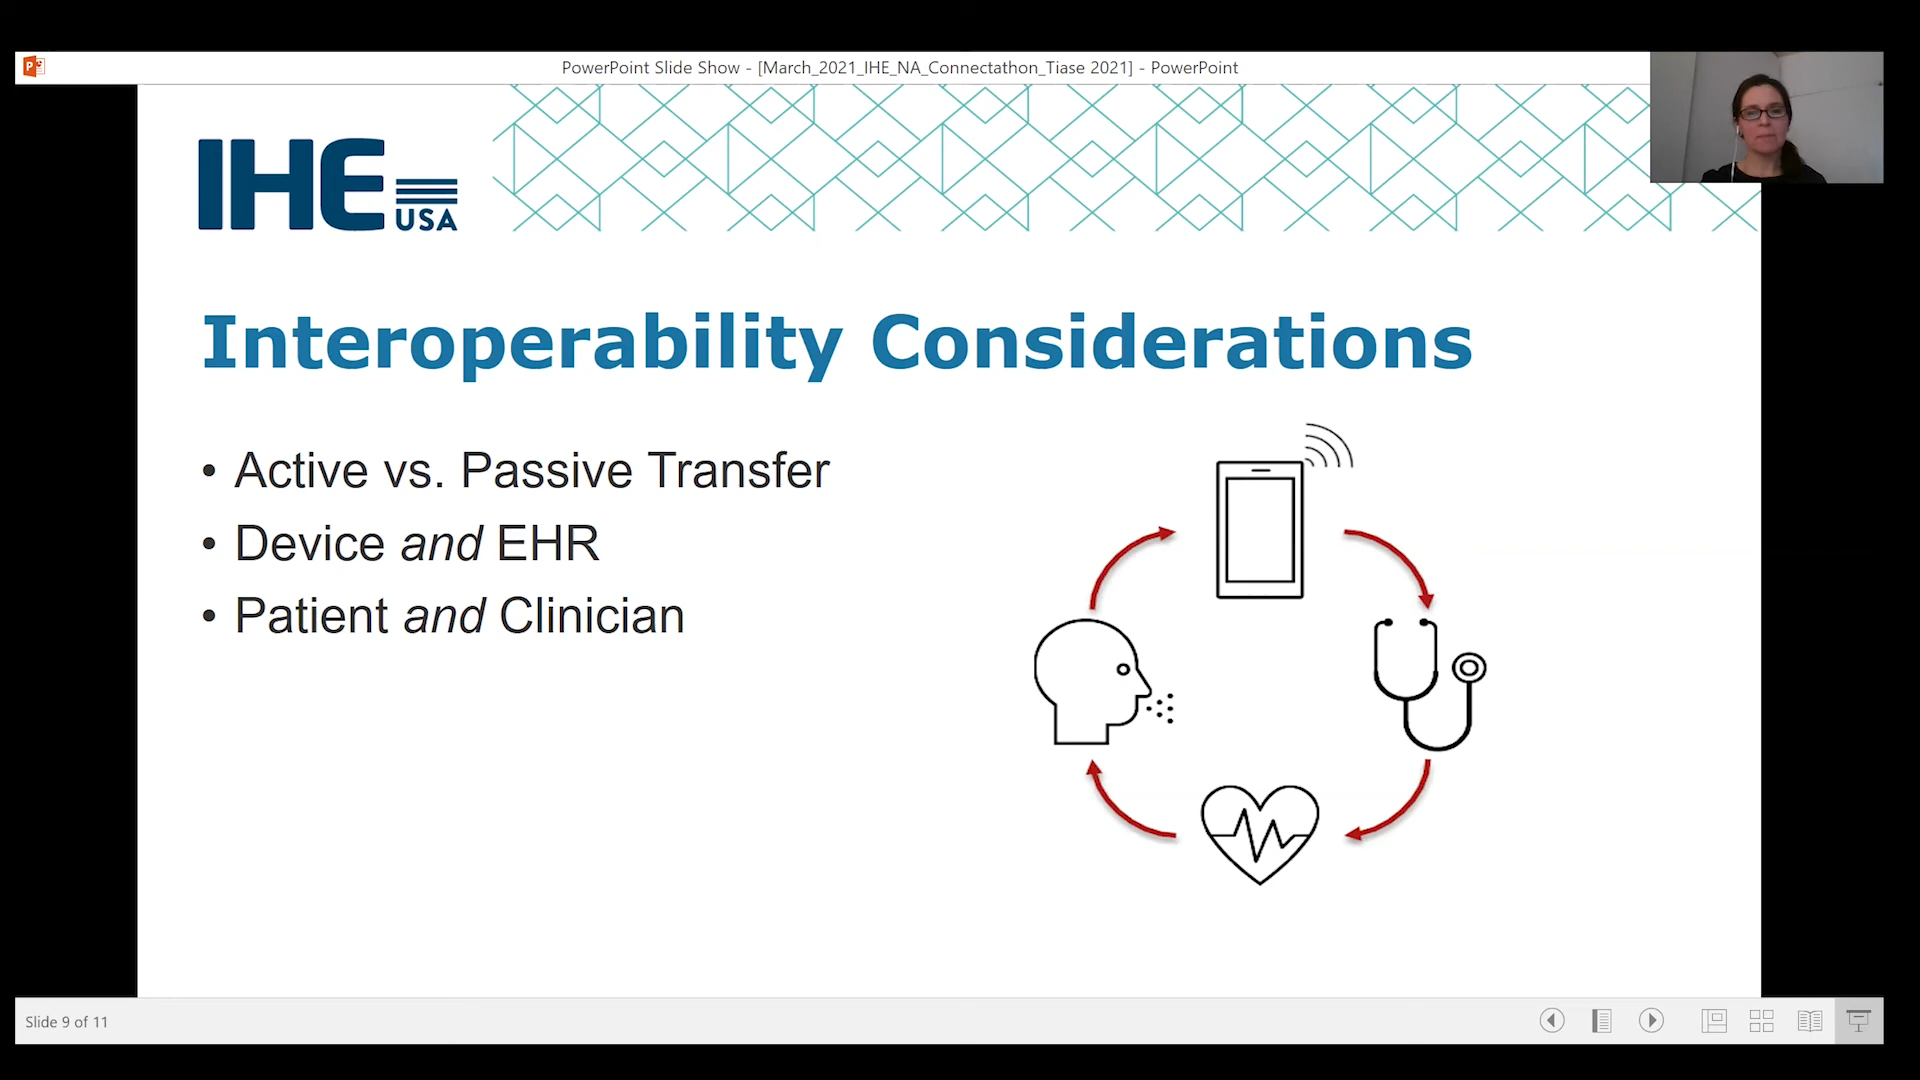 PowerPoint Slide Show - [March_2021_IHE_NA_Connectathon_Tiase 2021] - PowerPoint
IHE USA
Interoperability Considerations
• Active vs. Passive Transfer
• Device and EHR
• Patient and Clinician
Slide 9 of 11